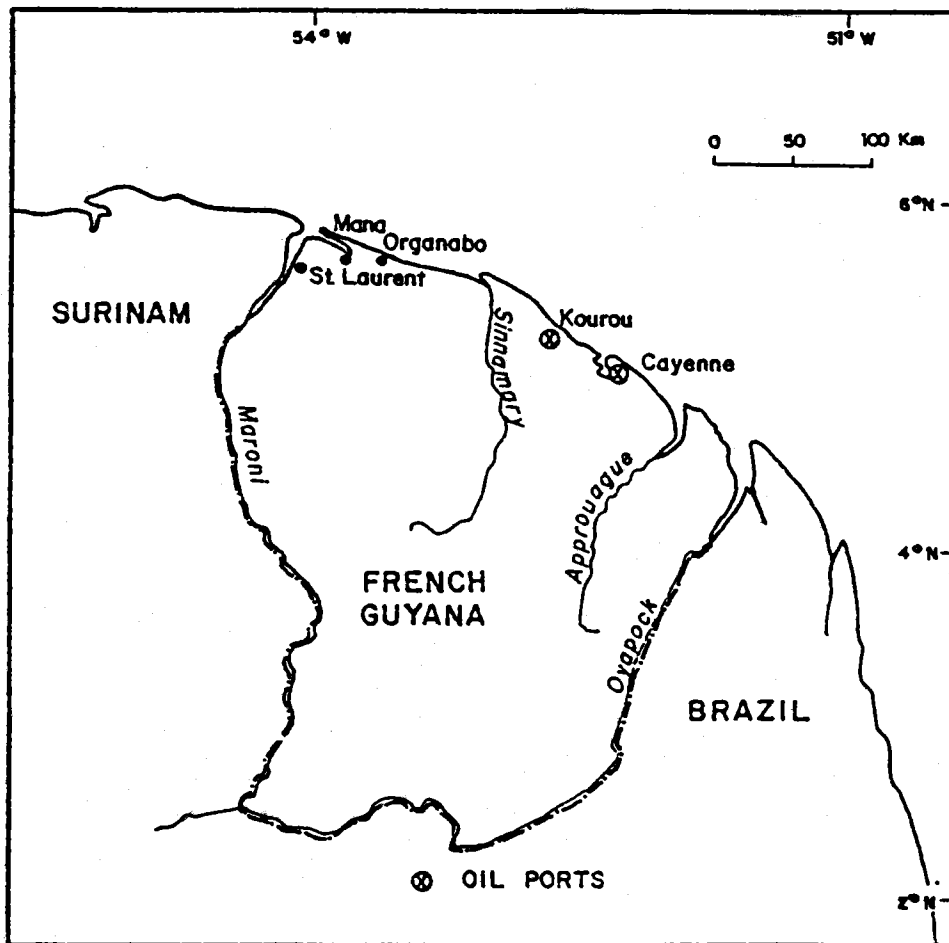 54° W
51° W
0 50 100 Km
6° N
Mana
Organabo
St. Laurent
SURINAM
Kourou
Sinnamary
Cayenne
Maroni
Approuague
4° N
FRENCH
GUYANA
Oyapock
BRAZIL
OIL PORTS
2° N